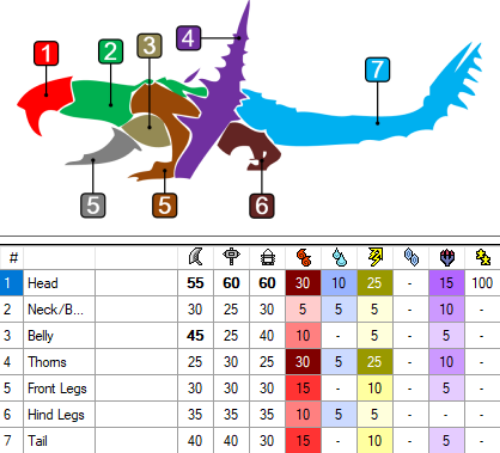 1
2
3
4
7
5
5
6
#
1 Head 55 60 60 30 10 25 - 15 100
2 Neck/B... 30 25 30 5 5 5 - 10 -
3 Belly 45 25 40 10 - 5 - 5 -
4 Thorns 25 30 25 30 5 25 - 10 -
5 Front Legs 30 30 30 15 - 10 - 5 -
6 Hind Legs 35 35 35 10 5 5 - - -
7 Tail 40 40 30 15 - 10 - 5 -